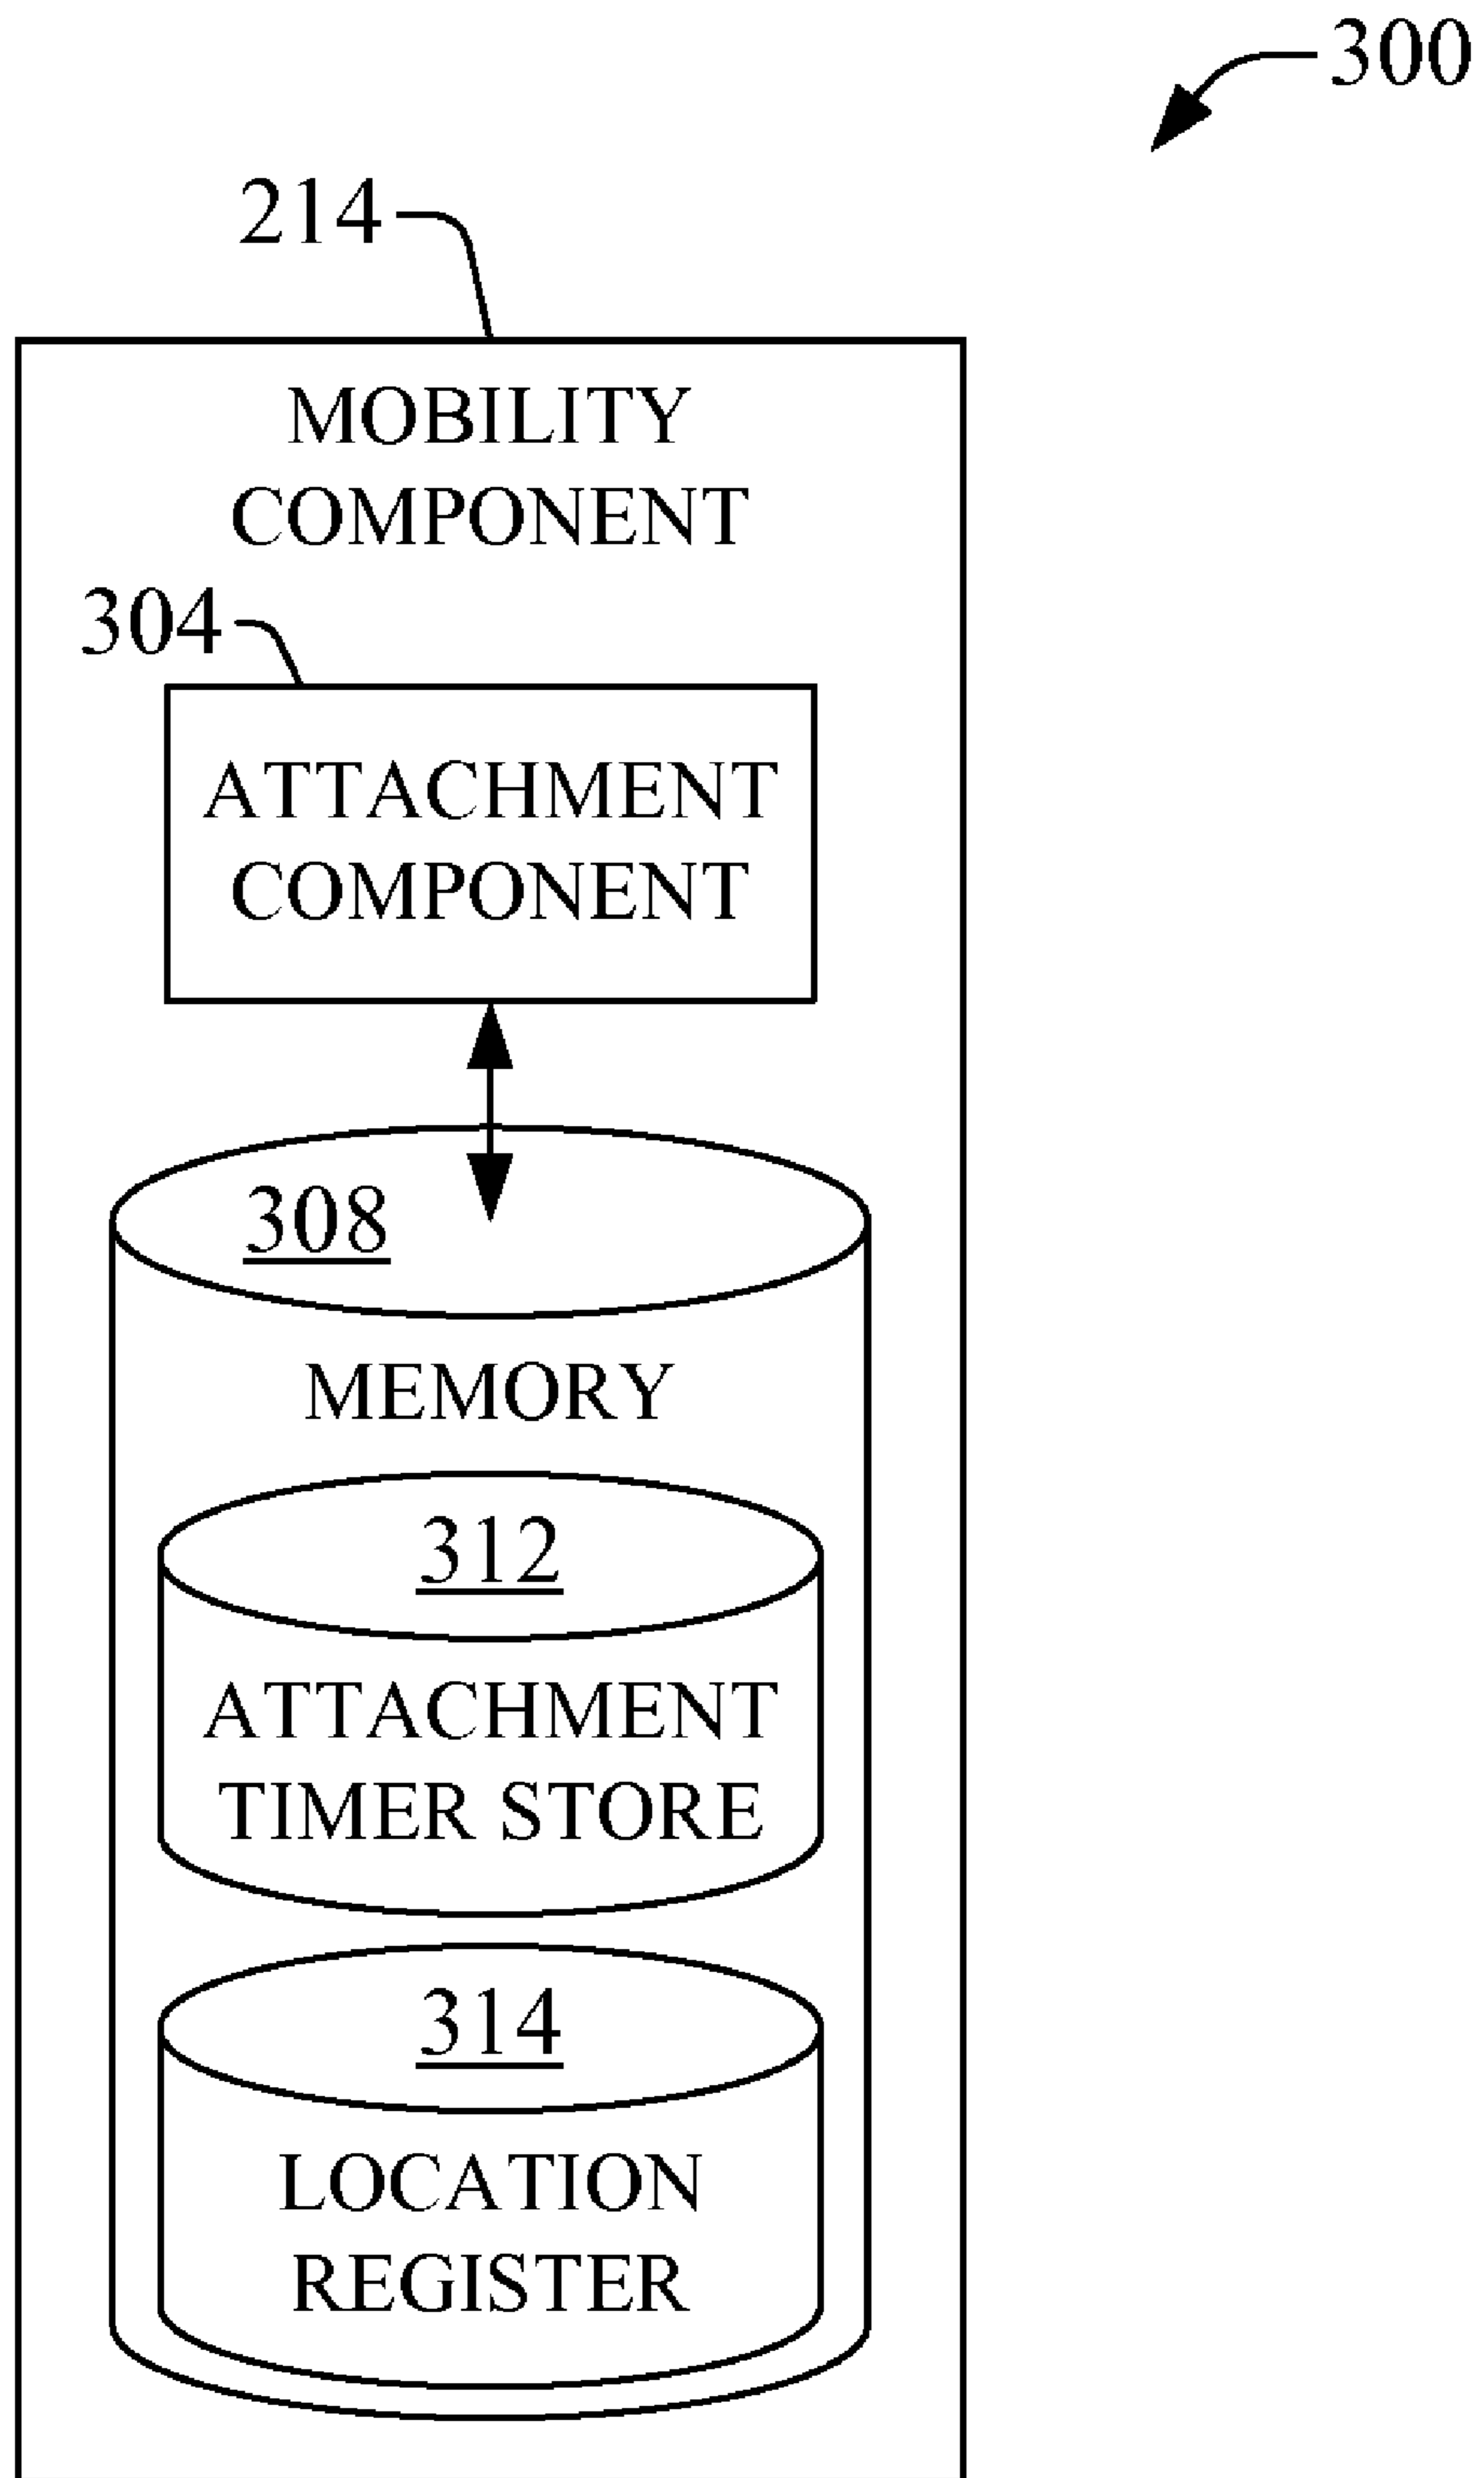 300
214
MOBILITY
COMPONENT
304
ATTACHMENT
COMPONENT
308
MEMORY
312
ATTACHMENT
TIMER STORE
314
LOCATION
REGISTER